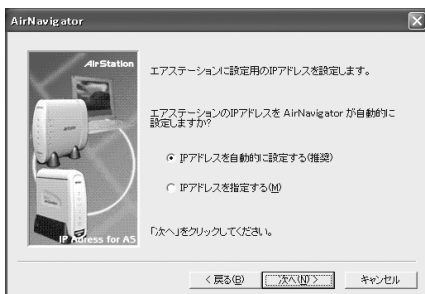 AirNavigator
AirStation
IP Adress for AS
エアステーションに設定用のIPアドレスを設定します。
エアステーションのIPアドレスを AirNavigator が自動的に
設定しますか?
IPアドレスを自動的に設定する(推奨)
IPアドレスを指定する(M)
「次へ」をクリックしてください。
< 戻る(B)
次へ(N) >
キャンセル